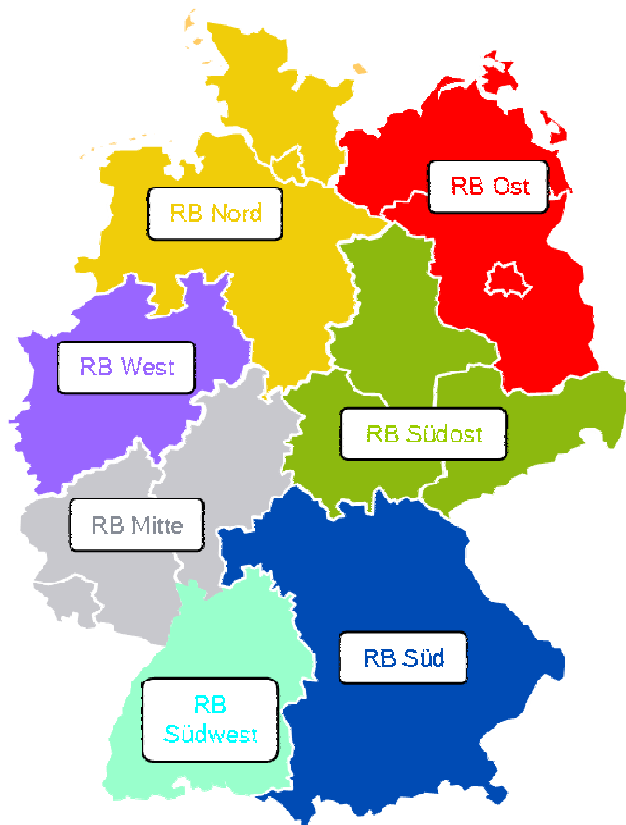 RB Ost
RB Nord
RB West
RB Südost
RB Mitte
RB Süd
RB
Südwest